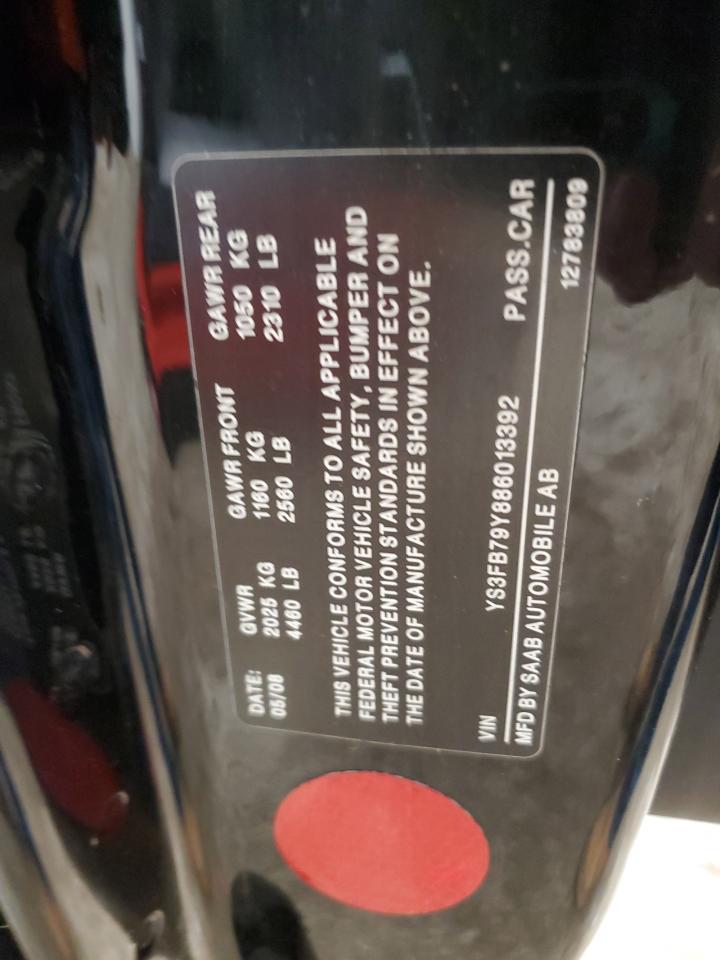 DATE: GVWR GAWR FRONT GAWR REAR
05/08 2025 KG 1160 KG 1050 KG
4460 LB 2560 LB 2310 LB
THIS VEHICLE CONFORMS TO ALL APPLICABLE
FEDERAL MOTOR VEHICLE SAFETY, BUMPER AND
THEFT PREVENTION STANDARDS IN EFFECT ON
THE DATE OF MANUFACTURE SHOWN ABOVE.
VIN YS3FB79Y886013392 PASS.CAR
MFD BY SAAB AUTOMOBILE AB 12783809